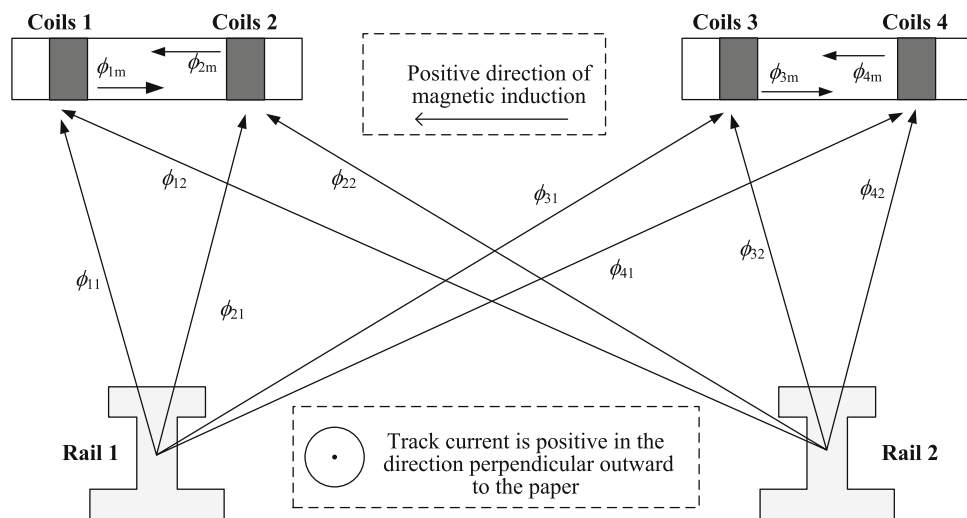 Coils 1
Coils 2
Coils 3
Coils 4
ϕ1m
ϕ2m
ϕ3m
ϕ4m
Positive direction of
magnetic induction
ϕ12
ϕ22
ϕ31
ϕ42
ϕ11
ϕ21
ϕ41
ϕ32
Rail 1
Track current is positive in the
direction perpendicular outward
to the paper
Rail 2